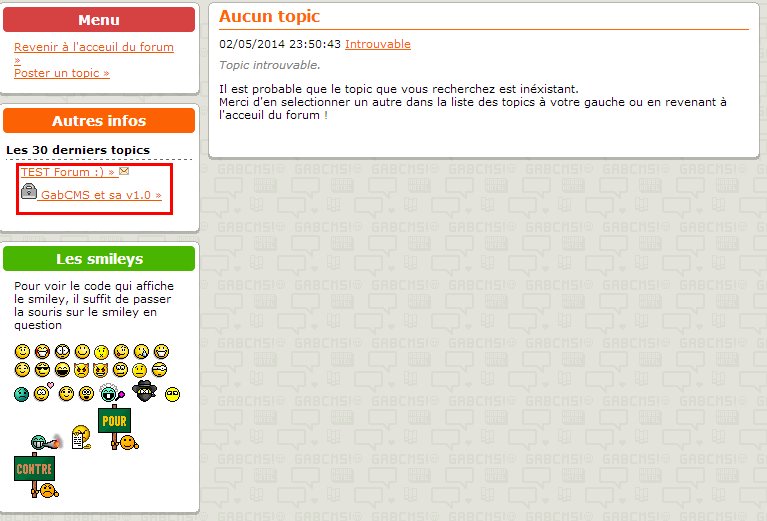 Menu
Revenir à l'acceuil du forum
»
Poster un topic »
Autres infos
Les 30 derniers topics
TEST Forum :) »
GabCMS et sa v1.0 »
Les smileys
Pour voir le code qui affiche
le smiley, il suffit de passer
la souris sur le smiley en
question
POUR
CONTRE
Aucun topic
02/05/2014 23:50:43 Introuvable
Topic introuvable.
Il est probable que le topic que vous recherchez est inéxistant.
Merci d'en selectionner un autre dans la liste des topics à votre gauche ou en revenant à
l'acceuil du forum !
GABCMS!@ GABCMS!@ GABCMS!@ GABCMS!@